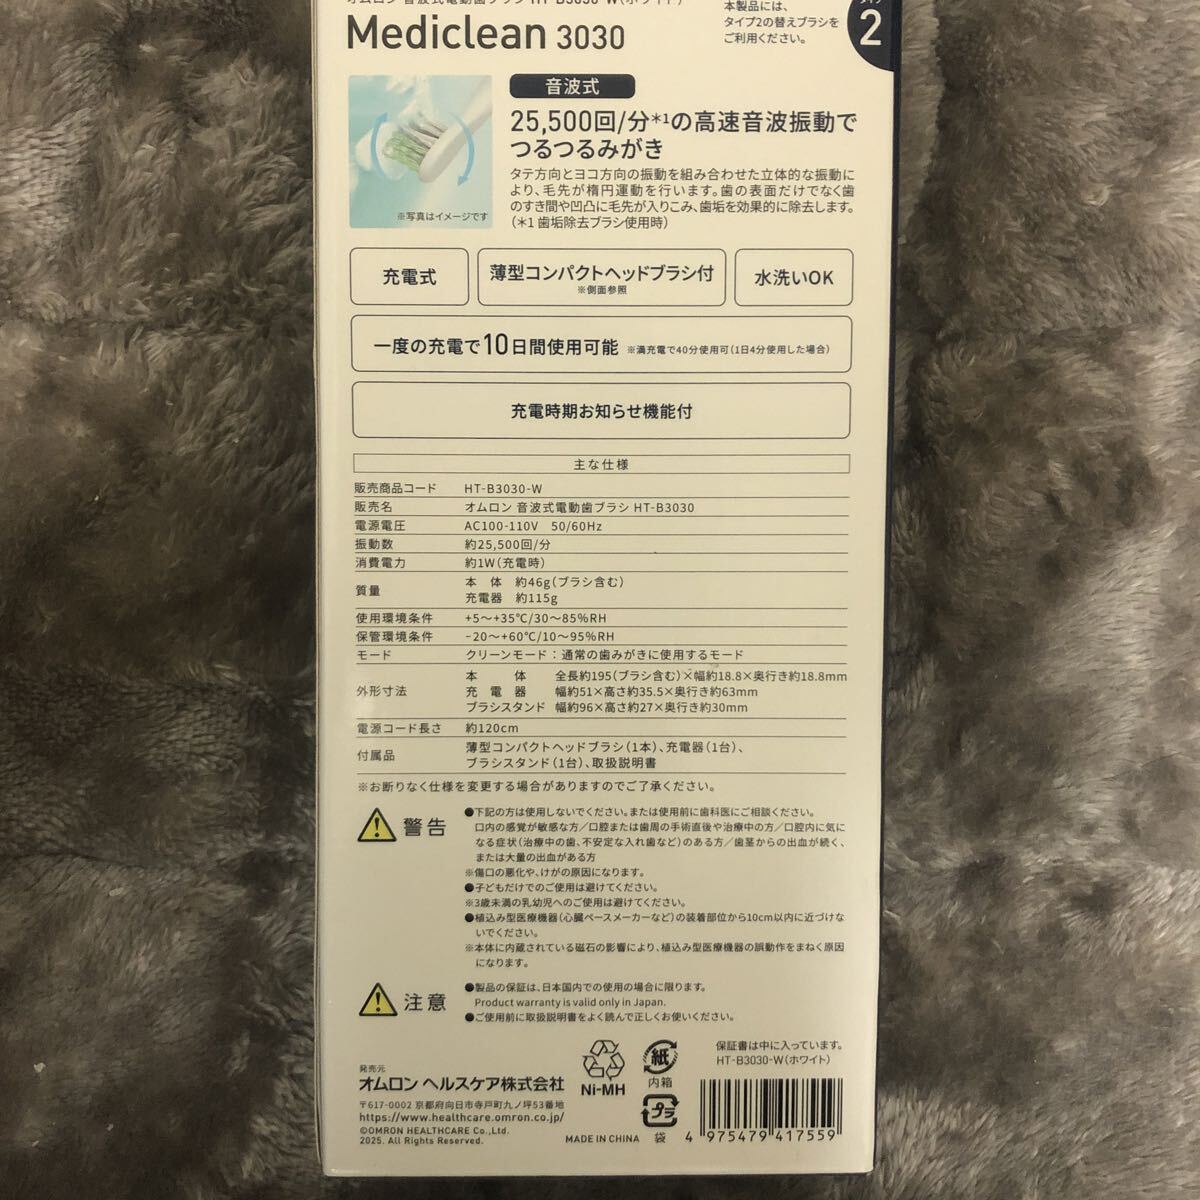 オムロン 音波式電動歯ブラシ HT-B3030-W(ホワイト)
Mediclean 3030
本製品には、
タイプ2の替えブラシを
ご利用ください。
タイプ
2
※写真はイメージです
音波式
25,500回/分*1の高速音波振動で
つるつるみがき
タテ方向とヨコ方向の振動を組み合わせた立体的な振動に
より、毛先が楕円運動を行います。歯の表面だけでなく歯
のすき間や凹凸に毛先が入りこみ、歯垢を効果的に除去します。
(*1 歯垢除去ブラシ使用時)
充電式
薄型コンパクトヘッドブラシ付
※側面参照
水洗いOK
一度の充電で10日間使用可能 ※満充電で40分使用可(1日4分使用した場合)
充電時期お知らせ機能付
主な仕様
販売商品コード HT-B3030-W
販売名 オムロン 音波式電動歯ブラシ HT-B3030
電源電圧 AC100-110V 50/60Hz
振動数 約25,500回/分
消費電力 約1W(充電時)
質量 本 体 約46g(ブラシ含む)
充電器 約115g
使用環境条件 +5〜+35℃/30〜85%RH
保管環境条件 -20〜+60℃/10〜95%RH
モード クリーンモード：通常の歯みがきに使用するモード
外形寸法 本 体 全長約195(ブラシ含む)×幅約18.8×奥行き約18.8mm
充 電 器 幅約51×高さ約35.5×奥行き約63mm
ブラシスタンド 幅約96×高さ約27×奥行き約30mm
電源コード長さ 約120cm
付属品 薄型コンパクトヘッドブラシ(1本)、充電器(1台)、
ブラシスタンド(1台)、取扱説明書
※お断りなく仕様を変更する場合がありますのでご了承ください。
警告
●下記の方は使用しないでください。または使用前に歯科医にご相談ください。
口内の感覚が敏感な方/口腔または歯周の手術直後や治療中の方/口腔内に気に
なる症状(治療中の歯、不安定な入れ歯など)のある方/歯茎からの出血が続く、
または大量の出血がある方
※傷口の悪化や、けがの原因になります。
●子どもだけでのご使用は避けてください。
※3歳未満の乳幼児へのご使用は避けてください。
●植込み型医療機器(心臓ペースメーカーなど)の装着部位から10cm以内に近づけな
いでください。
※本体に内蔵されている磁石の影響により、植込み型医療機器の誤動作をまねく原因
になります。
注意
●製品の保証は、日本国内での使用の場合に限ります。
Product warranty is valid only in Japan.
●ご使用前に取扱説明書をよく読んで正しくお使いください。
発売元
オムロン ヘルスケア株式会社
〒617-0002 京都府向日市寺戸町九ノ坪53番地
https://www.healthcare.omron.co.jp/
©OMRON HEALTHCARE Co.,Ltd.
2025. All Rights Reserved.
Ni-MH
紙
内箱
プラ
袋
MADE IN CHINA
保証書は中に入っています。
HT-B3030-W(ホワイト)
4 975479 417559